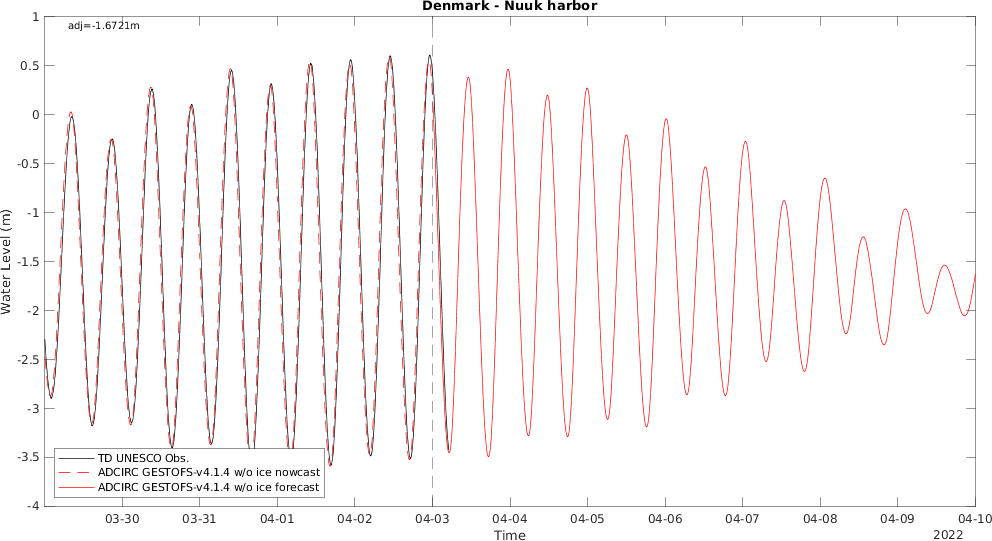 Denmark - Nuuk harbor
adj=-1.6721m
1
0.5
0
-0.5
-1
-1.5
-2
-2.5
-3
-3.5
-4
Water Level (m)
TD UNESCO Obs.
ADCIRC GESTOFS-v4.1.4 w/o ice nowcast
ADCIRC GESTOFS-v4.1.4 w/o ice forecast
03-30 03-31 04-01 04-02 04-03 04-04 04-05 04-06 04-07 04-08 04-09 04-10
Time
2022